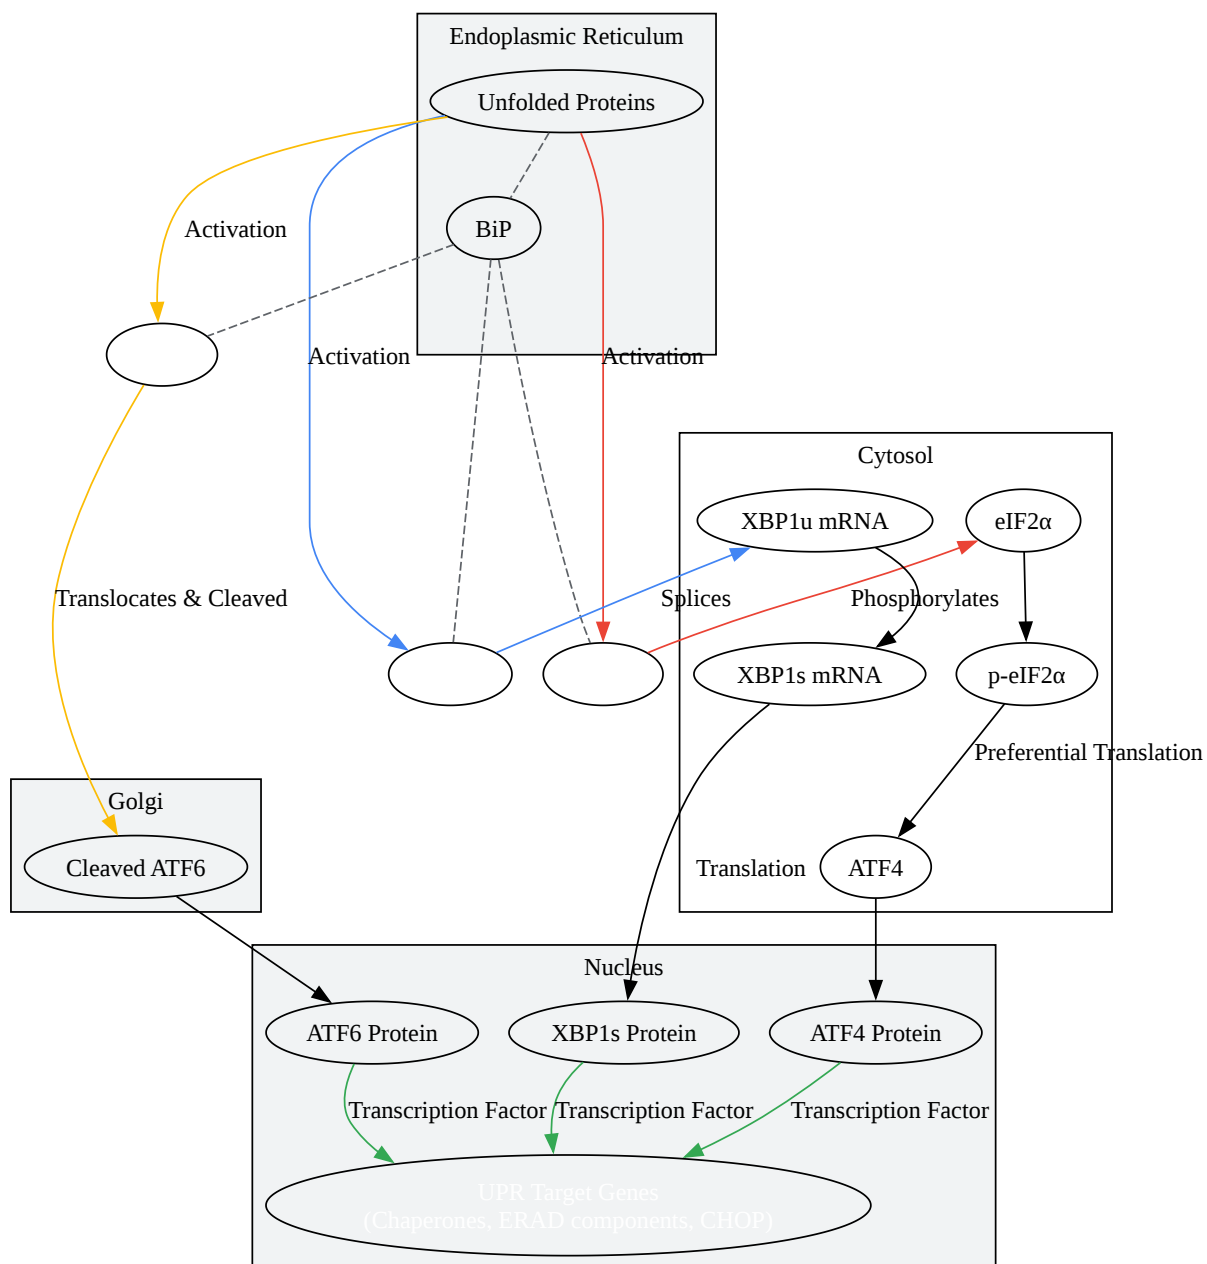 Endoplasmic Reticulum
Unfolded Proteins
BiP
Activation
Activation
Activation
Cytosol
XBP1u mRNA
eIF2α
Translocates & Cleaved
Splices
Phosphorylates
XBP1s mRNA
p-eIF2α
Preferential Translation
Golgi
Cleaved ATF6
Translation
ATF4
Nucleus
ATF6 Protein
XBP1s Protein
ATF4 Protein
Transcription Factor
Transcription Factor
Transcription Factor
UPR Target Genes
(Chaperones, ERAD components, CHOP)